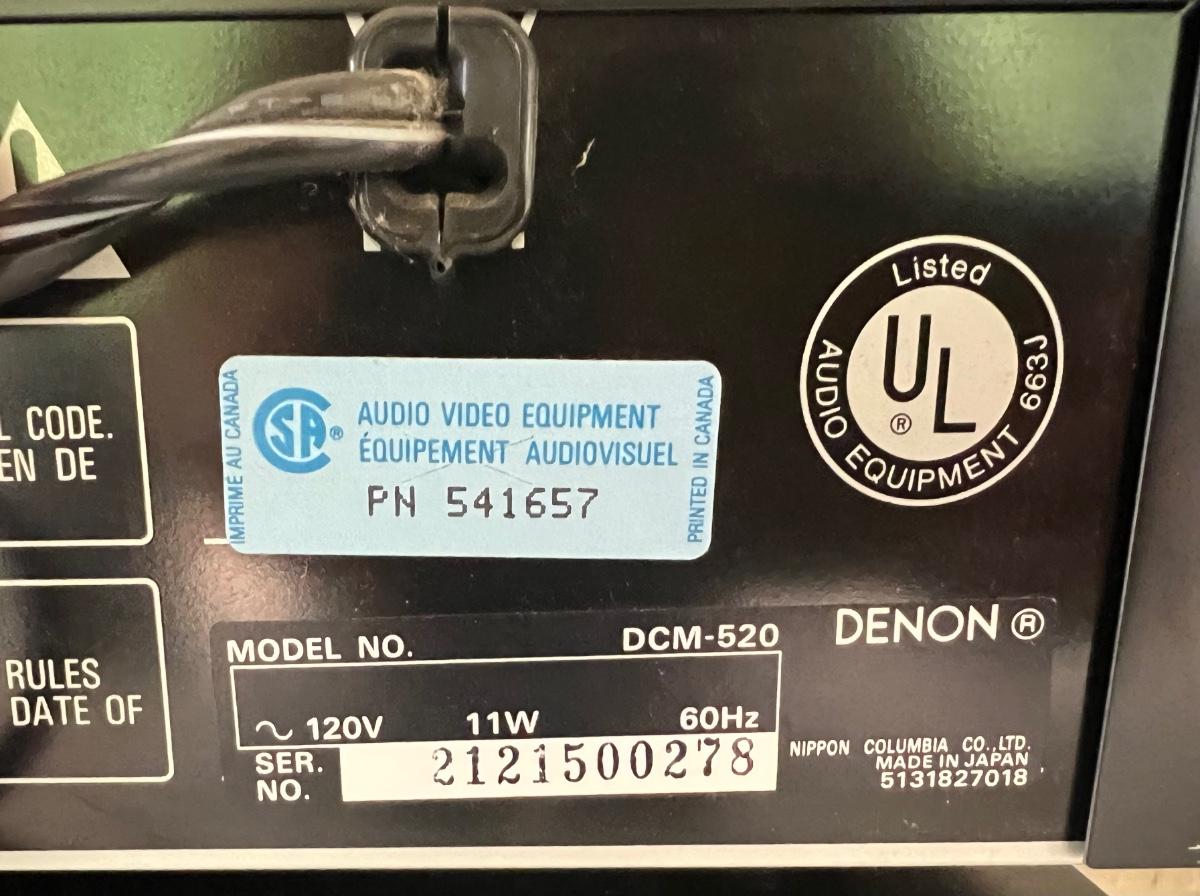 L CODE.
EN DE
RULES
DATE OF
IMPRIMÉ AU CANADA
CSA®
AUDIO VIDEO EQUIPMENT
ÉQUIPEMENT AUDIOVISUEL
PN 541657
PRINTED IN CANADA
Listed
UL
®
AUDIO EQUIPMENT 663J
MODEL NO. DCM-520
DENON ®
～ 120V 11W 60Hz
SER. NO. 2121500278
NIPPON COLUMBIA CO.,LTD.
MADE IN JAPAN
5131827018